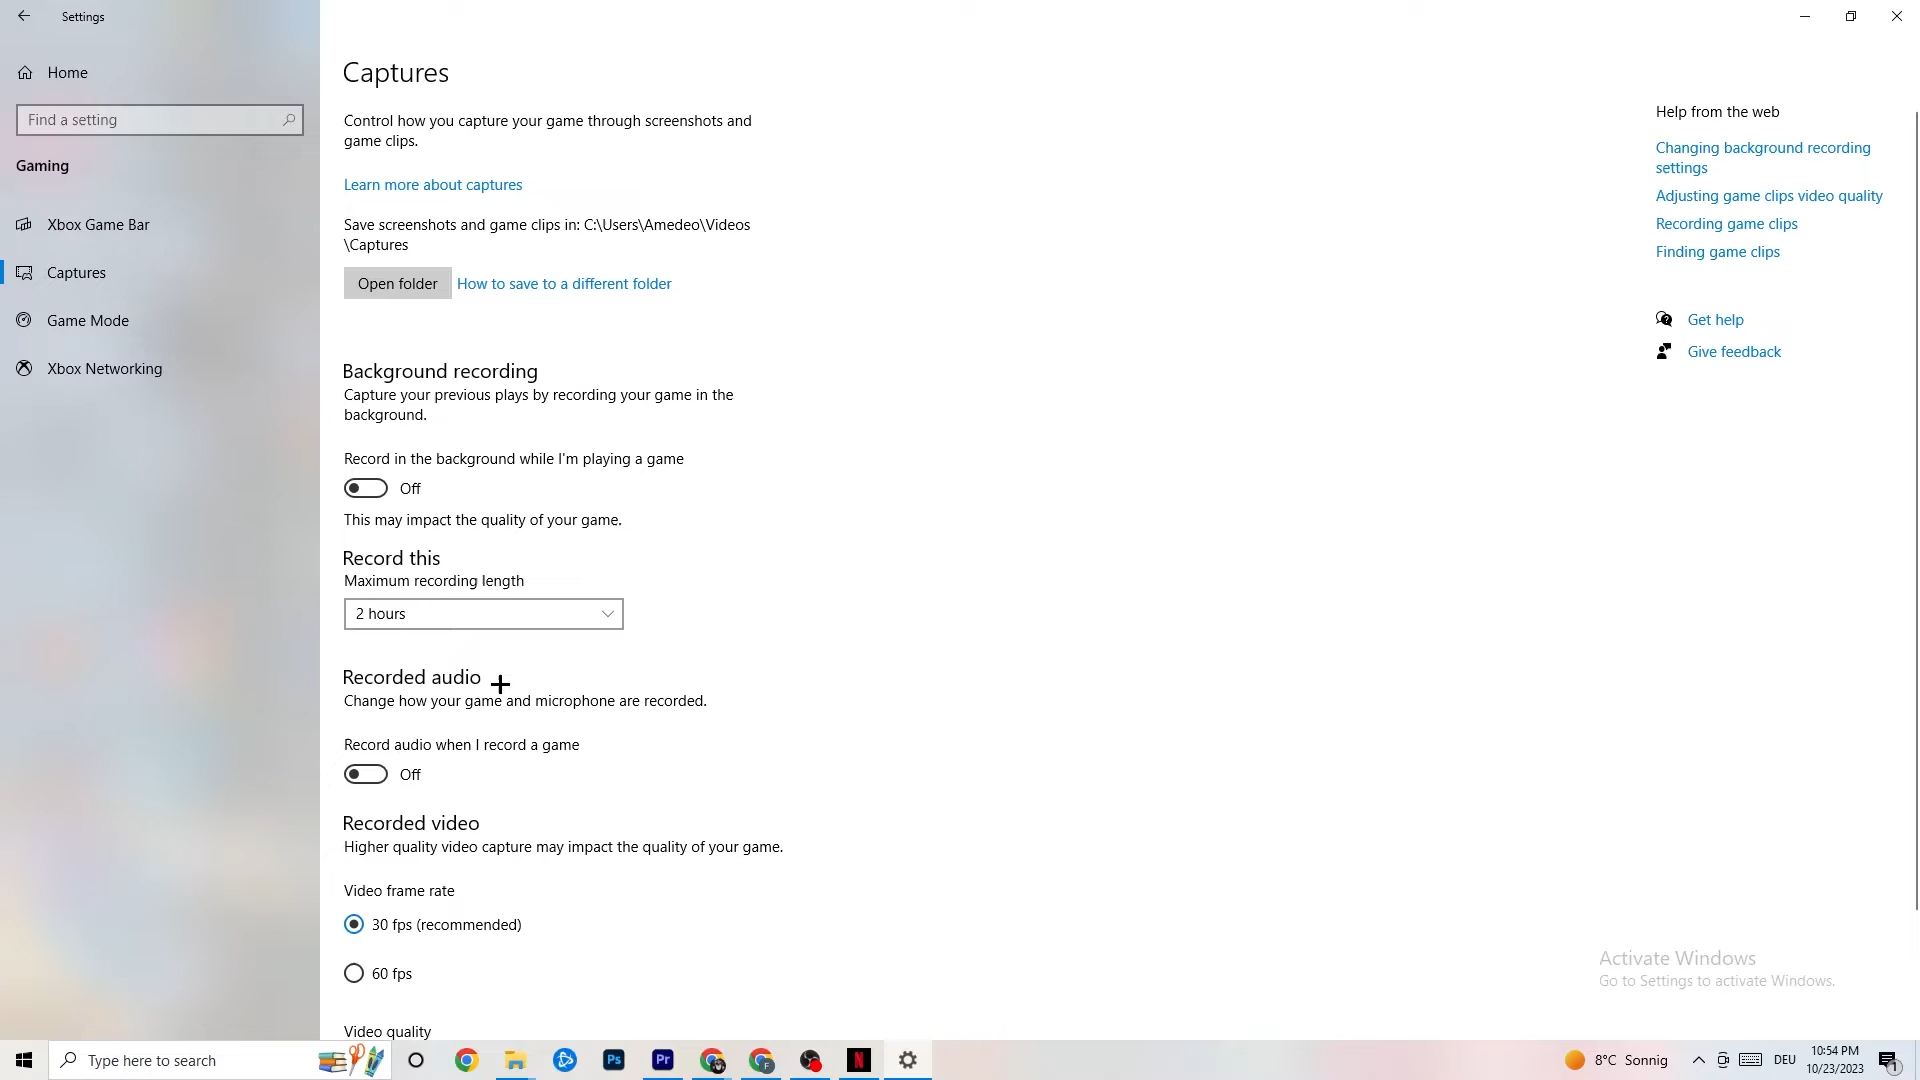 Settings
Home
Find a setting
Gaming
Xbox Game Bar
Captures
Game Mode
Xbox Networking
Captures
Control how you capture your game through screenshots and
game clips.
Learn more about captures
Save screenshots and game clips in: C:\Users\Amedeo\Videos
\Captures
Open folder
How to save to a different folder
Background recording
Capture your previous plays by recording your game in the
background.
Record in the background while I'm playing a game
Off
This may impact the quality of your game.
Record this
Maximum recording length
2 hours
Recorded audio
Change how your game and microphone are recorded.
Record audio when I record a game
Off
Recorded video
Higher quality video capture may impact the quality of your game.
Video frame rate
30 fps (recommended)
60 fps
Video quality
Help from the web
Changing background recording
settings
Adjusting game clips video quality
Recording game clips
Finding game clips
Get help
Give feedback
Activate Windows
Go to Settings to activate Windows.
Type here to search
Ps
Pr
F
N
8°C Sonnig
DEU
10:54 PM
10/23/2023
1